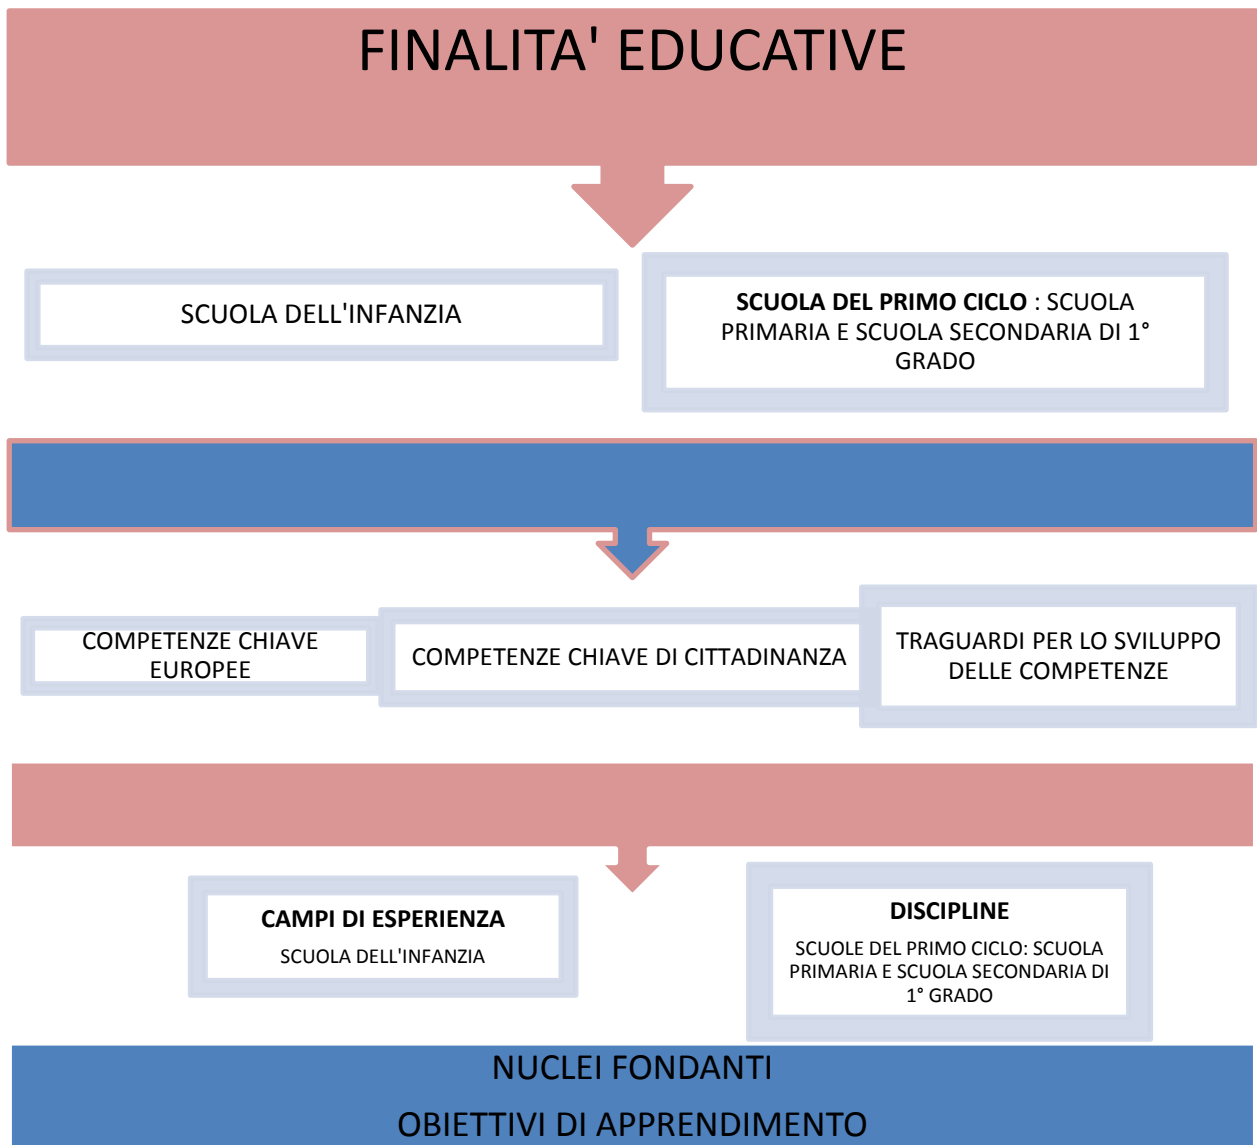 FINALITA' EDUCATIVE
SCUOLA DELL'INFANZIA
SCUOLA DEL PRIMO CICLO : SCUOLA
PRIMARIA E SCUOLA SECONDARIA DI 1°
GRADO
COMPETENZE CHIAVE
EUROPEE
COMPETENZE CHIAVE DI CITTADINANZA
TRAGUARDI PER LO SVILUPPO
DELLE COMPETENZE
CAMPI DI ESPERIENZA
SCUOLA DELL'INFANZIA
DISCIPLINE
SCUOLE DEL PRIMO CICLO: SCUOLA
PRIMARIA E SCUOLA SECONDARIA DI
1° GRADO
NUCLEI FONDANTI
OBIETTIVI DI APPRENDIMENTO